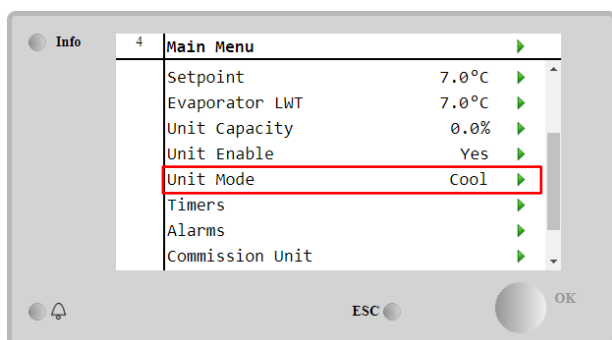 Info
4 Main Menu
Setpoint 7.0°C
Evaporator LWT 7.0°C
Unit Capacity 0.0%
Unit Enable Yes
Unit Mode Cool
Timers
Alarms
Commission Unit
ESC OK